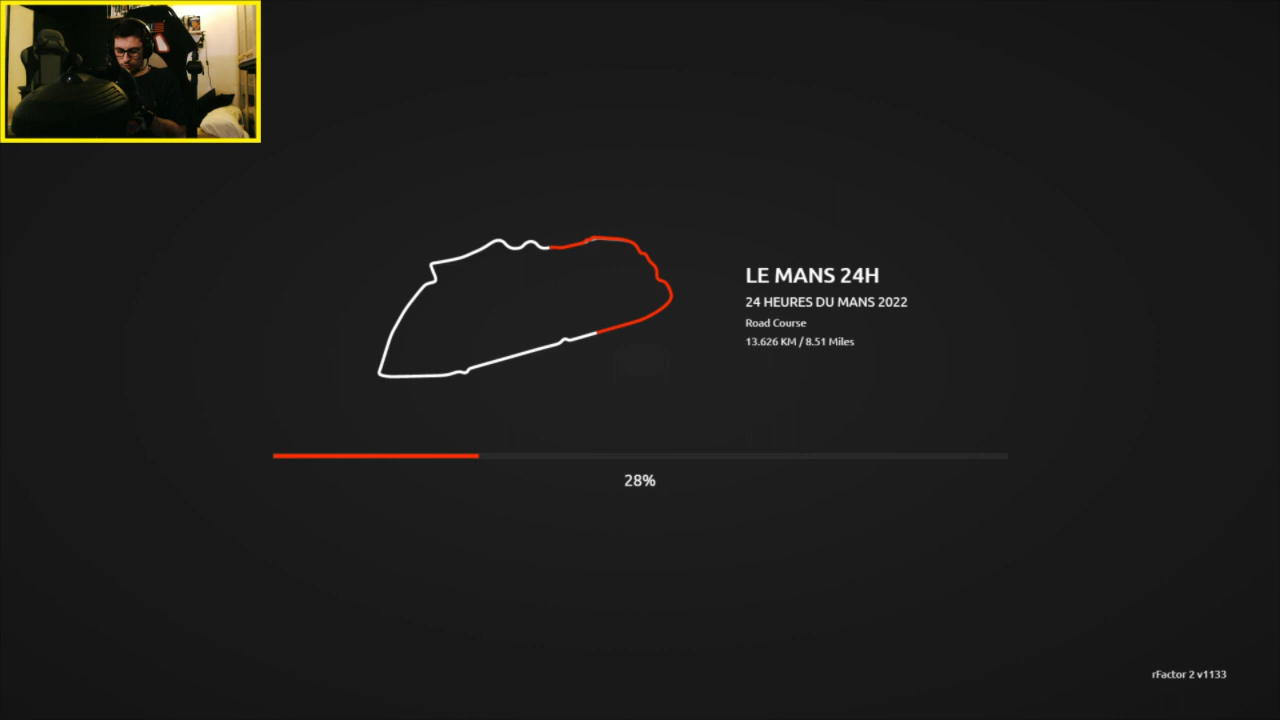 LE MANS 24H
24 HEURES DU MANS 2022
Road Course
13.626 KM / 8.51 Miles
28%
rFactor 2 v1133